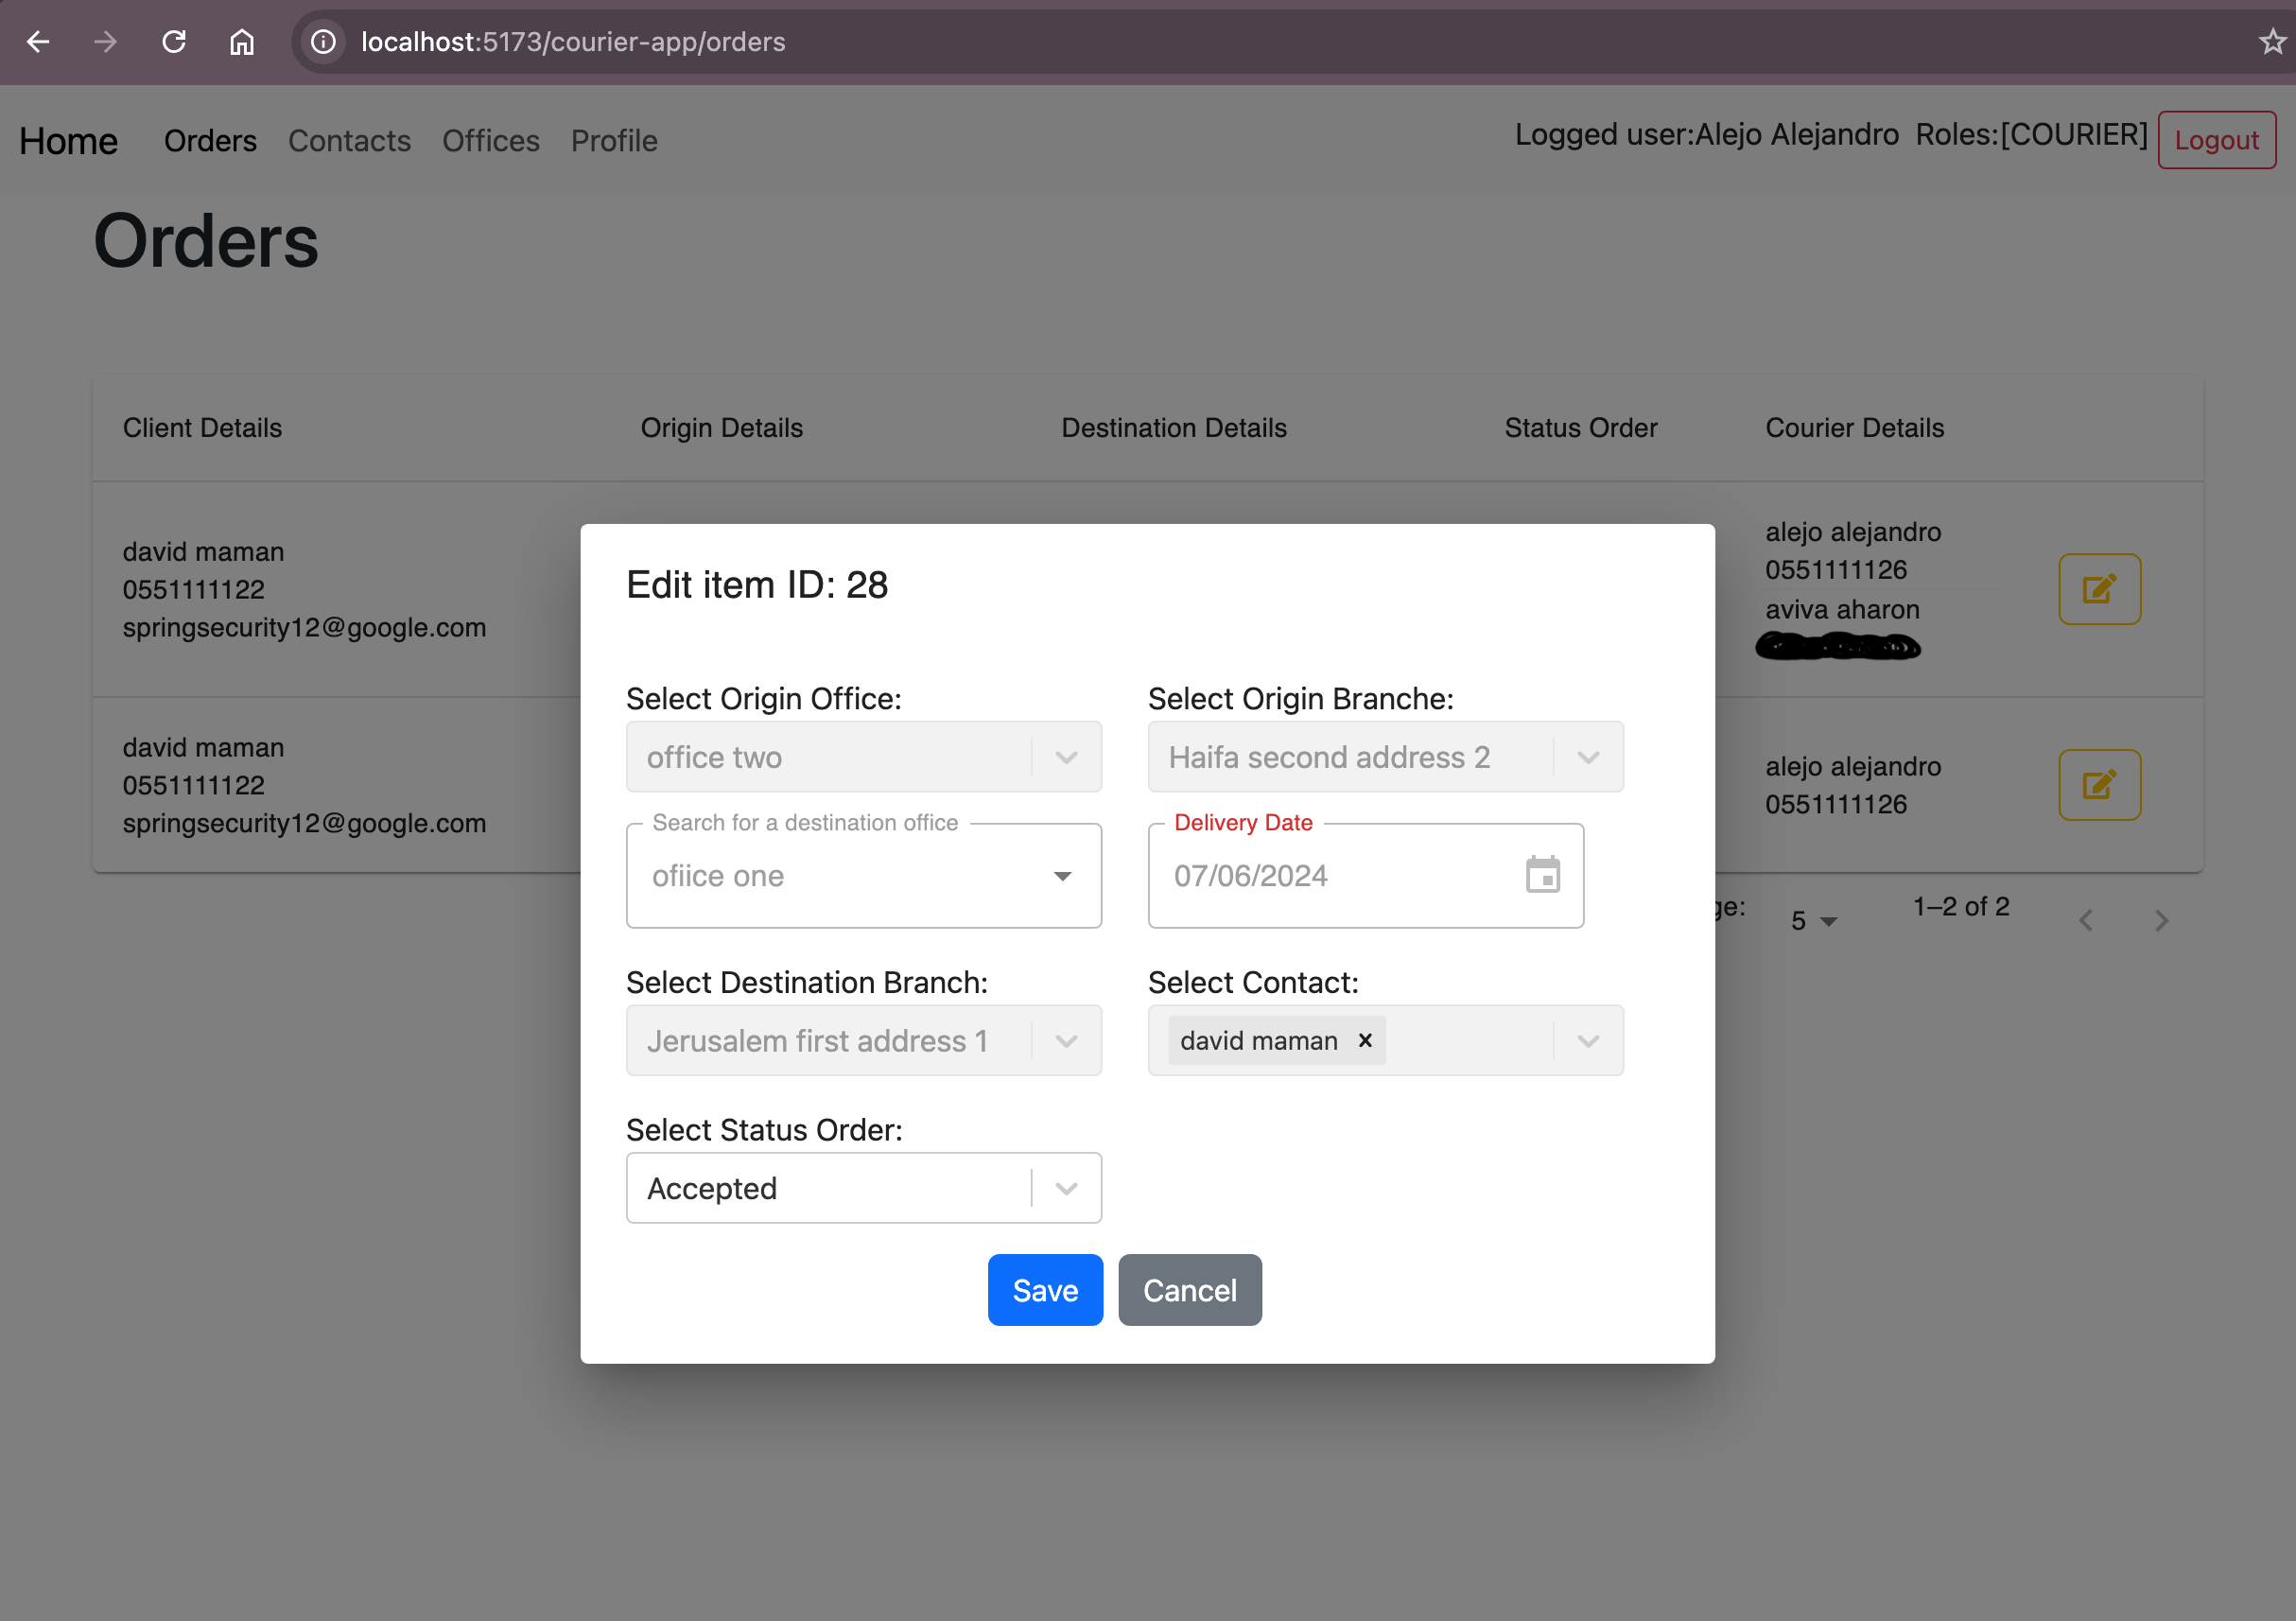 localhost:5173/courier-app/orders
Home Orders Contacts Offices Profile Logged user:Alejo Alejandro Roles:[COURIER] Logout
Orders
Client Details Origin Details Destination Details Status Order Courier Details
david maman
0551111122
springsecurity12@google.com
alejo alejandro
0551111126
aviva aharon
david maman
0551111122
springsecurity12@google.com
alejo alejandro
0551111126
5 1–2 of 2
Edit item ID: 28
Select Origin Office: Select Origin Branche:
office two Haifa second address 2
Search for a destination office Delivery Date
ofiice one 07/06/2024
Select Destination Branch: Select Contact:
Jerusalem first address 1 david maman ×
Select Status Order:
Accepted
Save Cancel